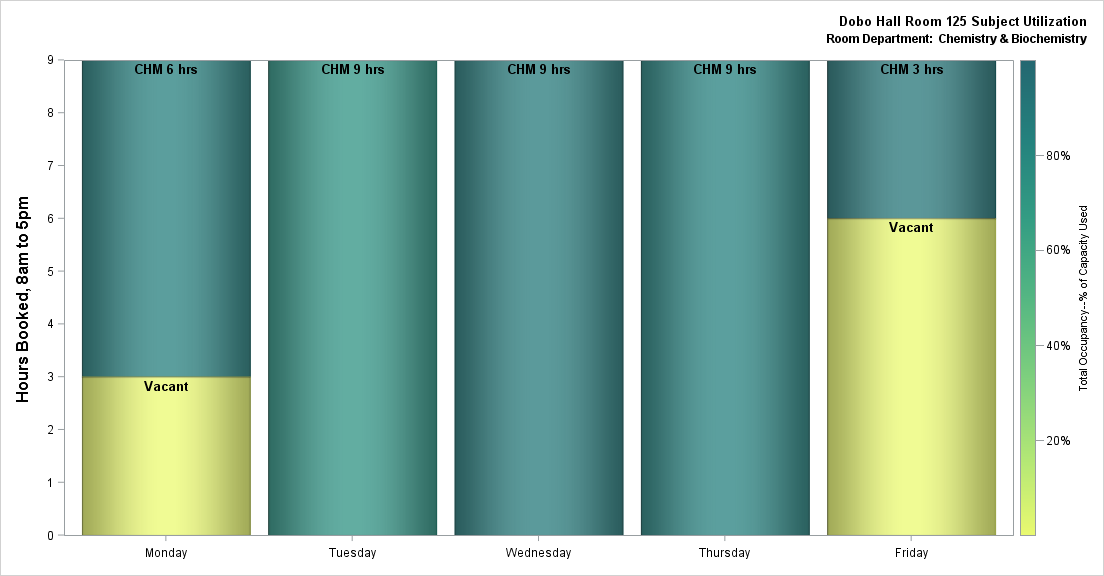 Dobo Hall Room 125 Subject Utilization
Room Department: Chemistry & Biochemistry
Hours Booked, 8am to 5pm
9
8
7
6
5
4
3
2
1
0
CHM 6 hrs
Vacant
CHM 9 hrs
CHM 9 hrs
CHM 9 hrs
CHM 3 hrs
Vacant
Monday
Tuesday
Wednesday
Thursday
Friday
80%
60%
40%
20%
Total Occupancy--% of Capacity Used